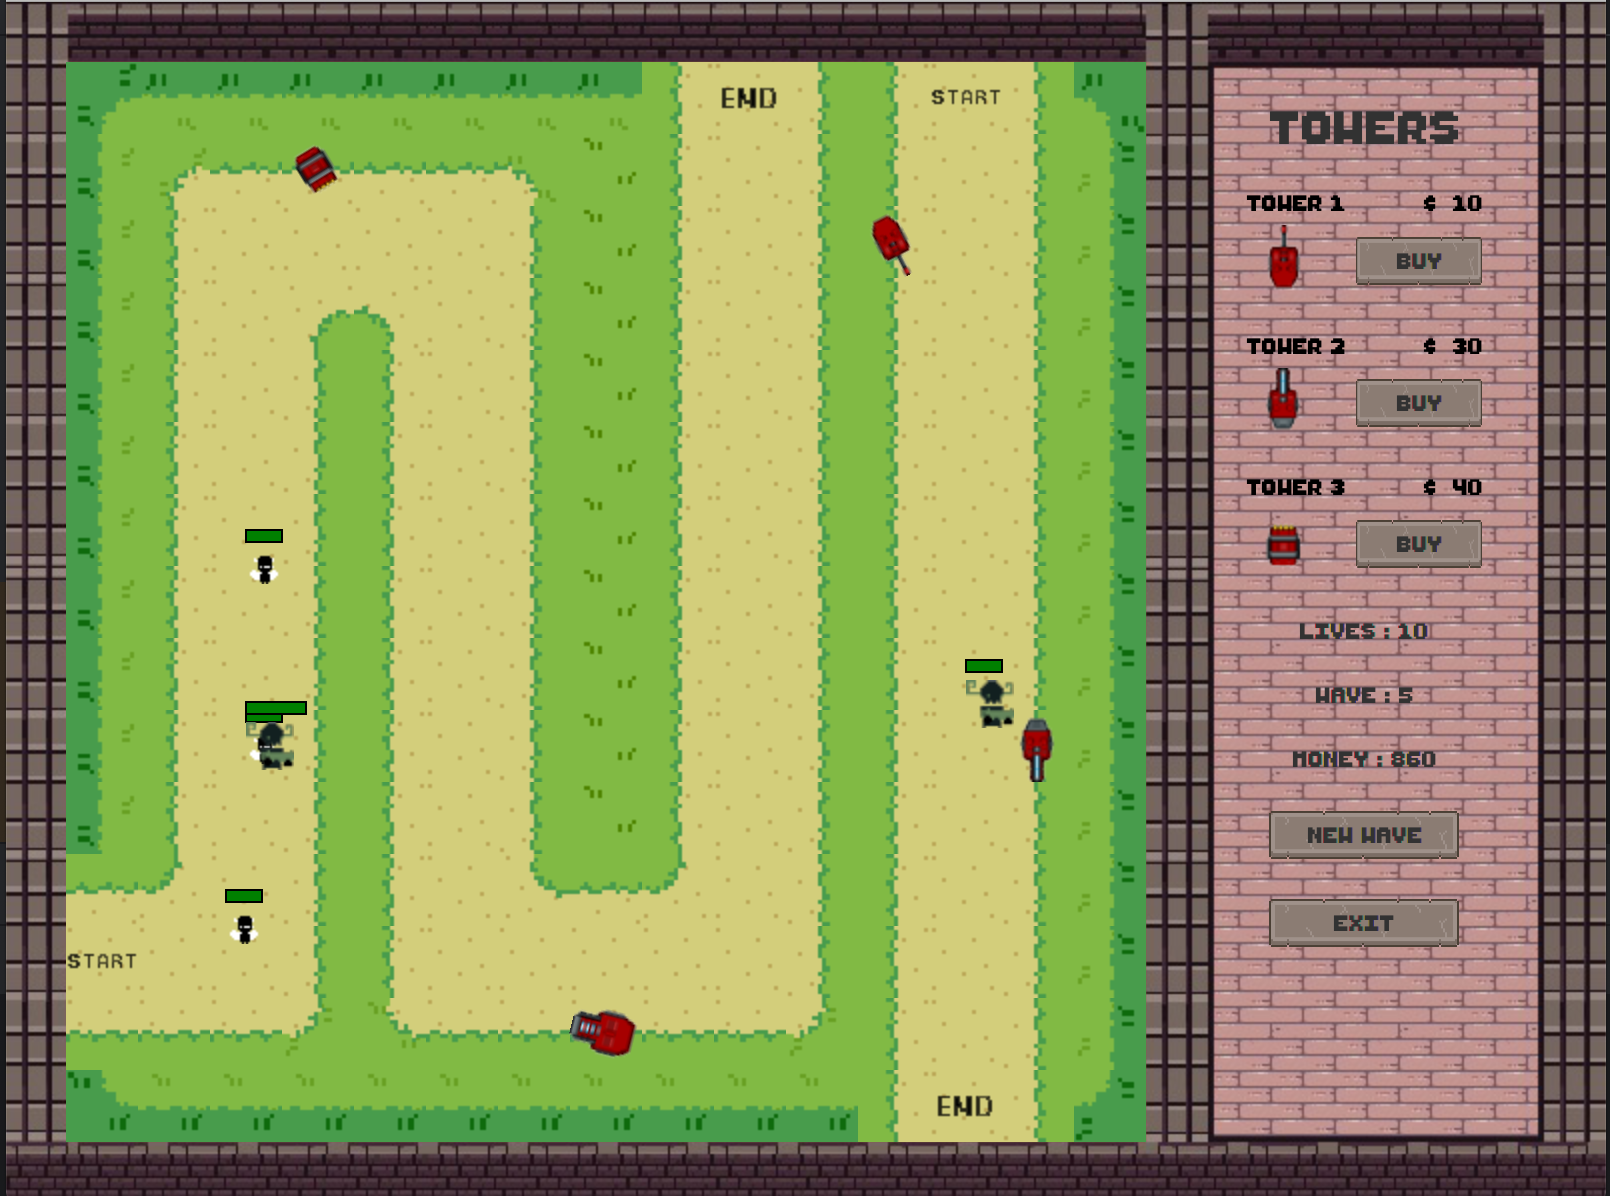 END
START
START
END
TOWERS
TOWER 1 $ 10
BUY
TOWER 2 $ 30
BUY
TOWER 3 $ 40
BUY
LIVES : 10
WAVE : 5
MONEY : 860
NEW WAVE
EXIT